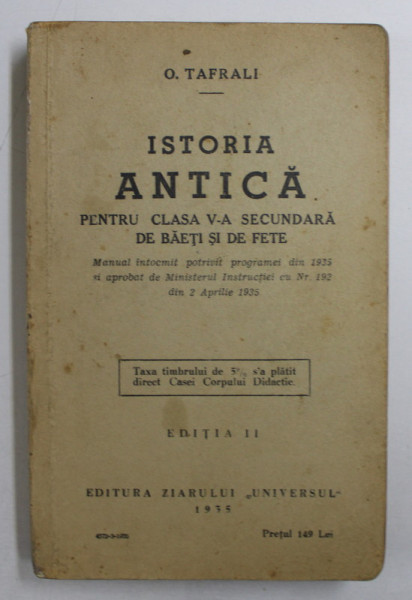 O. TAFRALI
ISTORIA
ANTICĂ
PENTRU CLASA V-A SECUNDARĂ
DE BĂEȚI ȘI DE FETE
Manual întocmit potrivit programei din 1935
și aprobat de Ministerul Instrucției cu Nr. 192
din 2 Aprilie 1935
Taxa timbrului de 5% s'a plătit
direct Casei Corpului Didactic.
EDIȚIA II
EDITURA ZIARULUI „UNIVERSUL"
1935
Prețul 149 Lei